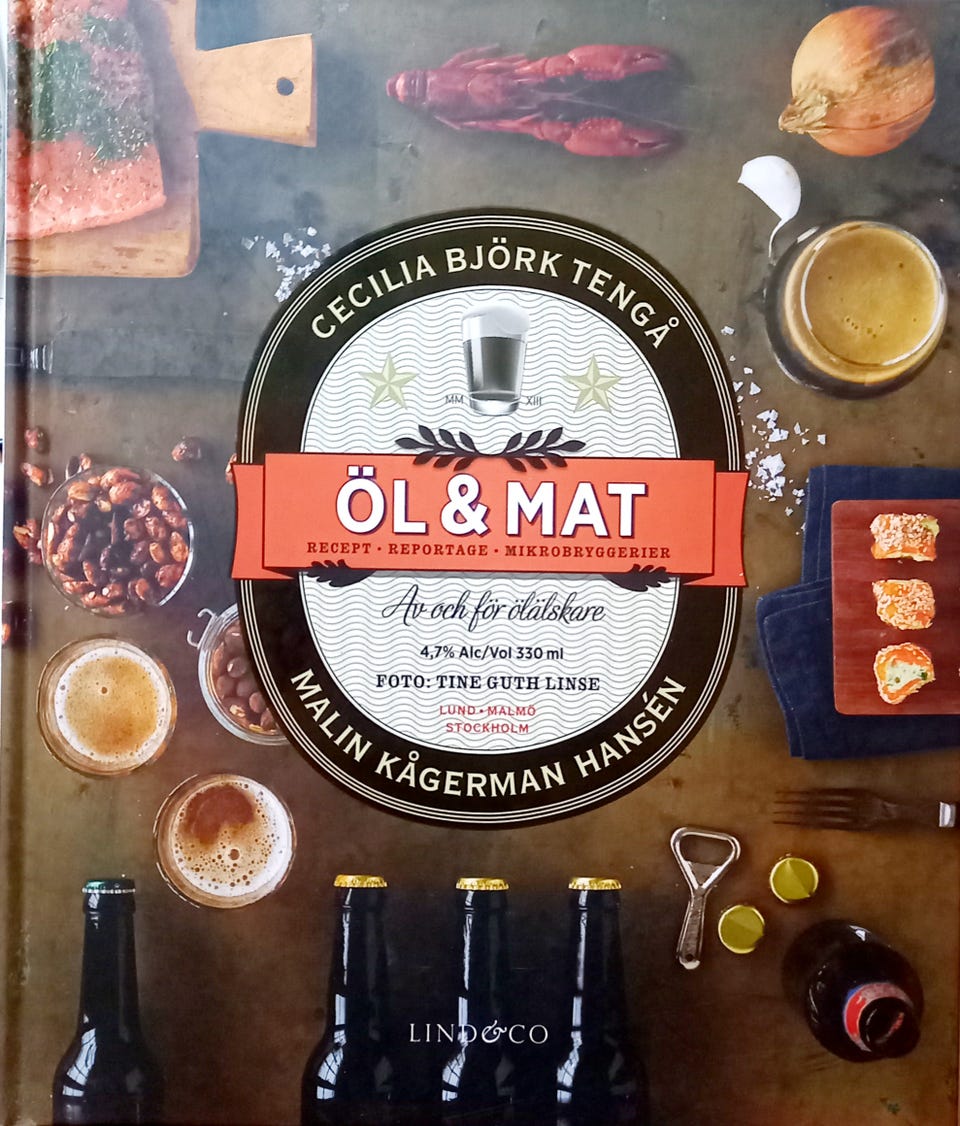 CECILIA BJÖRK TENGÅ
MM XIII
ÖL & MAT
RECEPT · REPORTAGE · MIKROBRYGGERIER
Av och för ölälskare
4,7% Alc/Vol 330 ml
FOTO: TINE GUTH LINSE
LUND · MALMÖ
STOCKHOLM
MALIN KÅGERMAN HANSÉN
LIND & CO